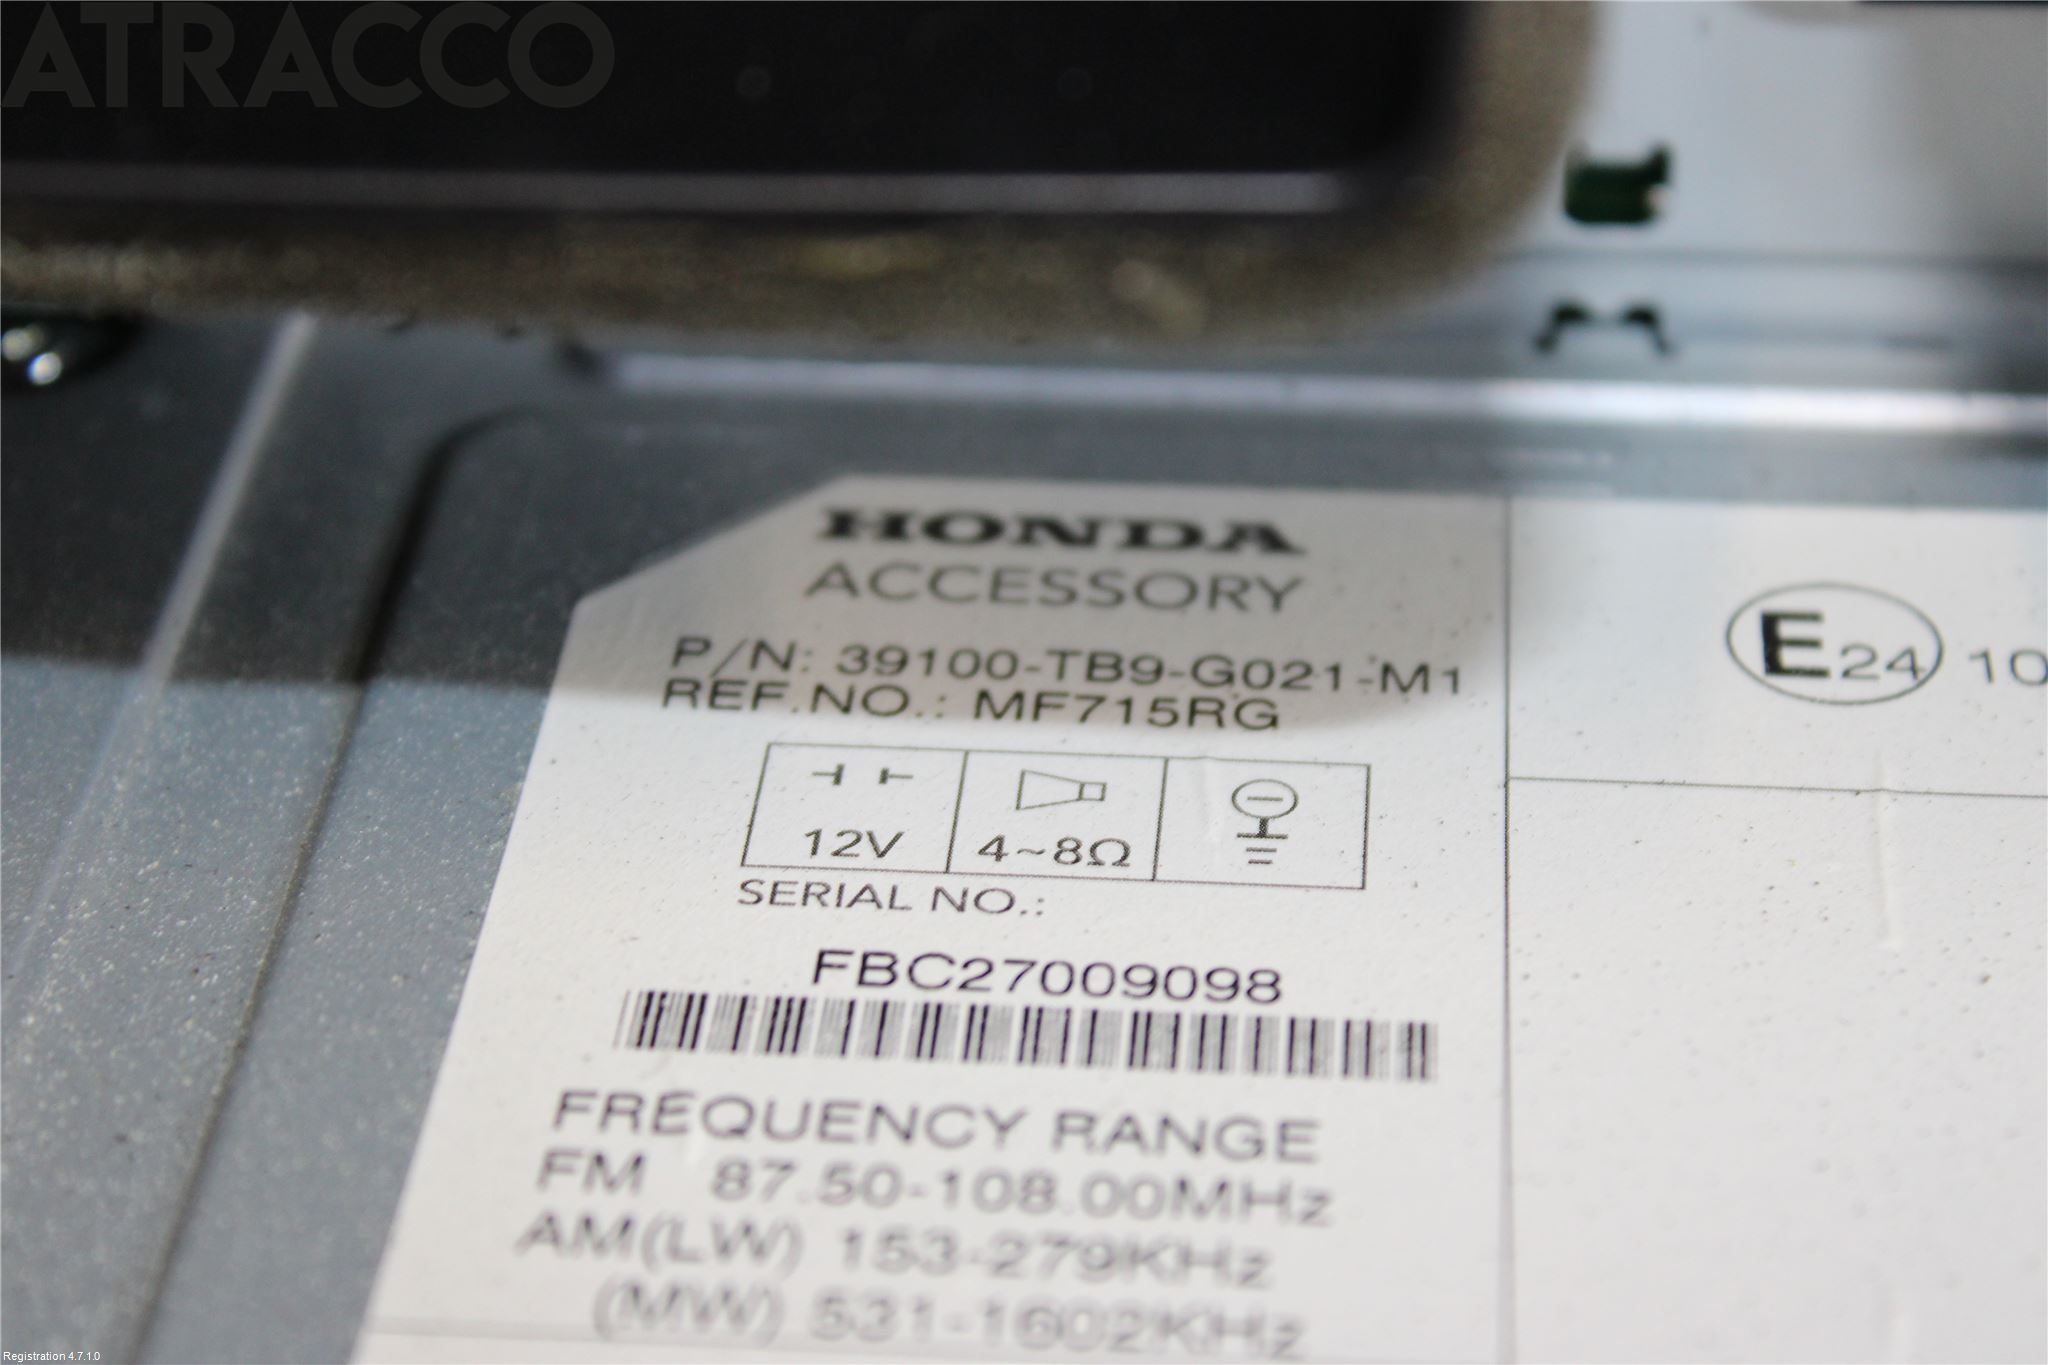 ATRACCO
HONDA
ACCESSORY
P/N: 39100-TB9-G021-M1
REF.NO.: MF715RG
12V 4~8Ω
SERIAL NO.:
FBC27009098
FREQUENCY RANGE
FM 87.50-108.00MHz
AM(LW) 153-279KHz
(MW) 531-1602KHz
E24 10
Registration 4.7.1.0